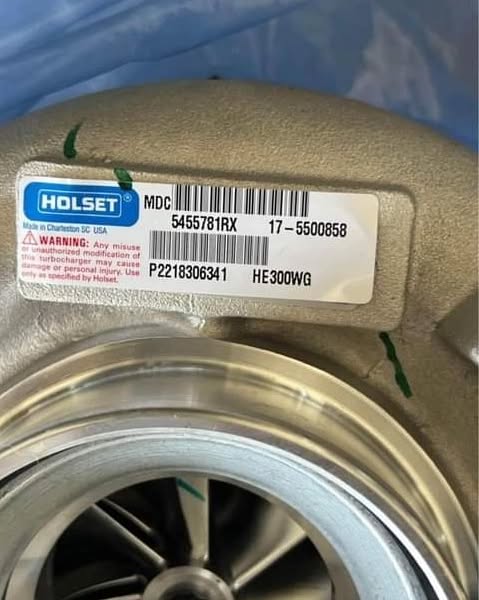 HOLSET
MDC
5455781RX 17-5500858
Made in Charleston SC USA
WARNING: Any misuse
or unauthorized modification of
this turbocharger may cause
damage or personal injury. Use
only as specified by Holset.
P2218306341 HE300WG